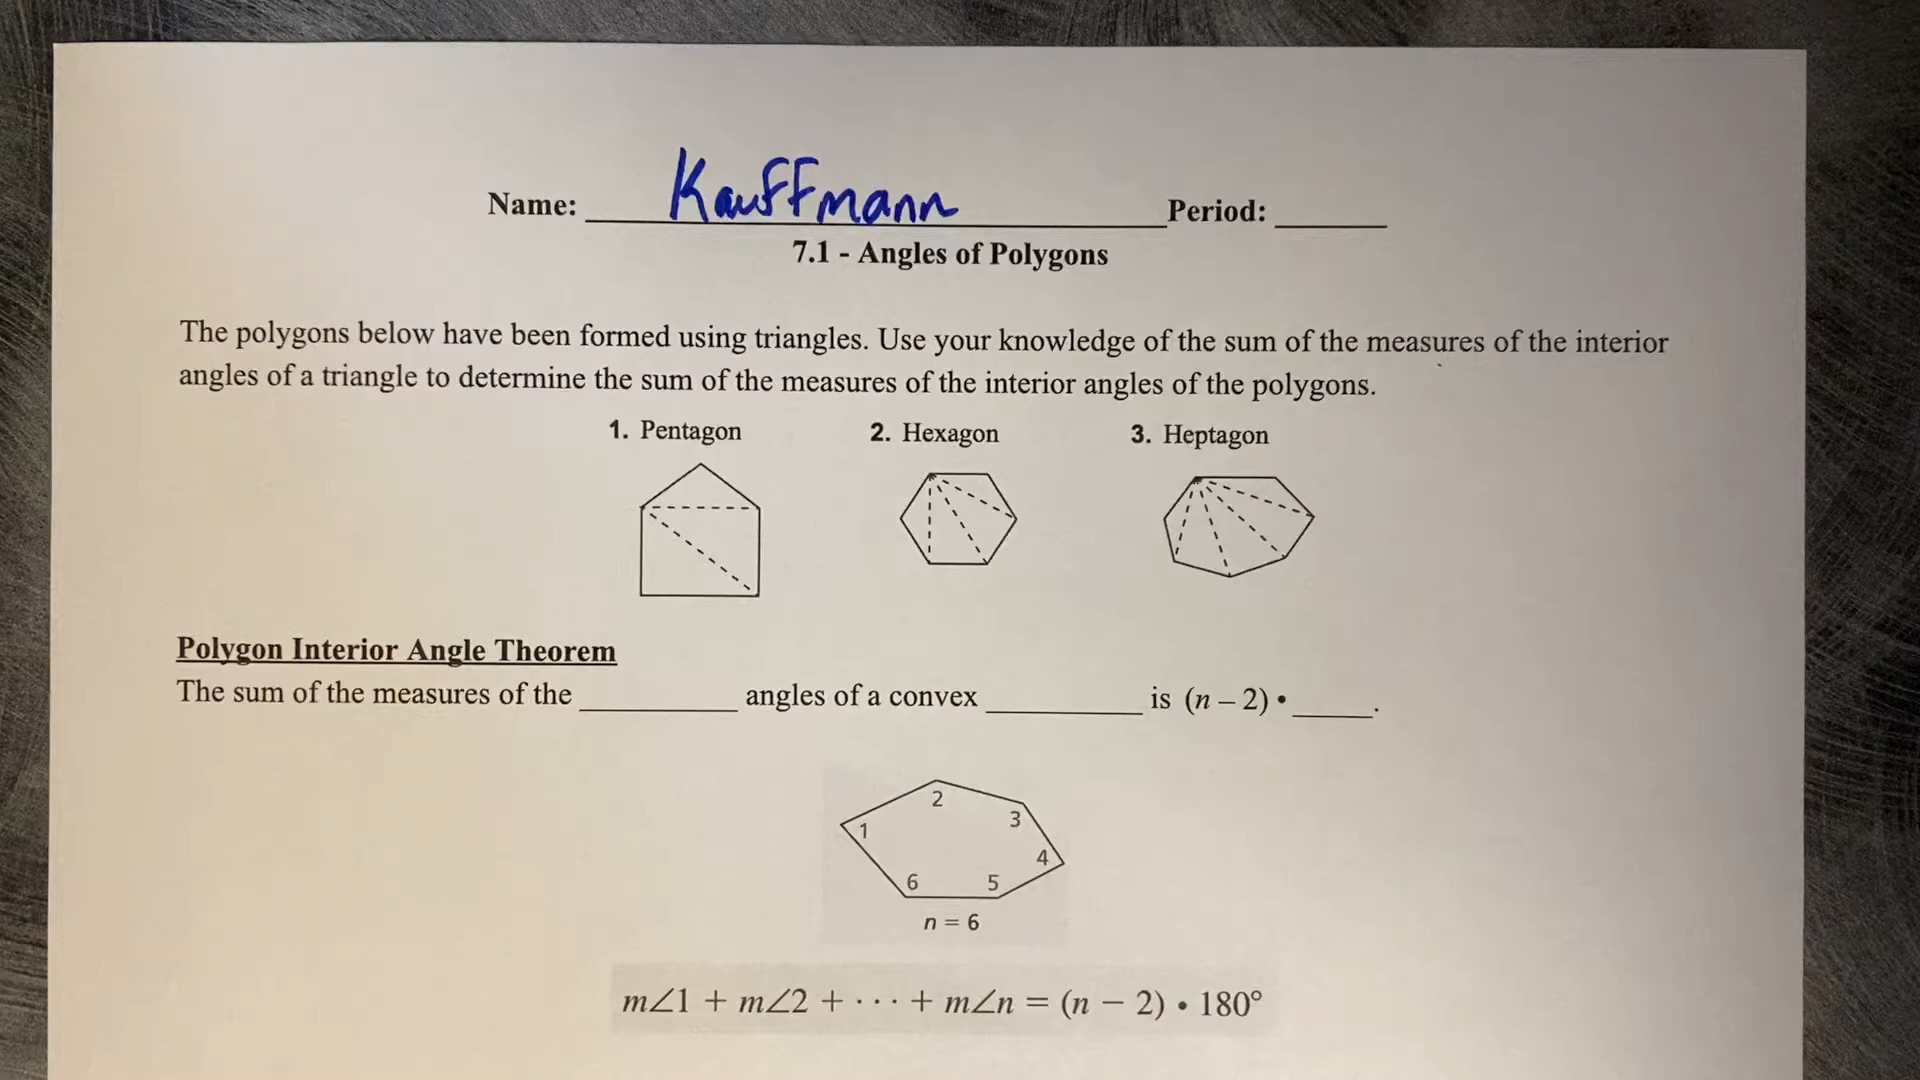 Name: Kauffmann Period: ______
7.1 - Angles of Polygons
The polygons below have been formed using triangles. Use your knowledge of the sum of the measures of the interior
angles of a triangle to determine the sum of the measures of the interior angles of the polygons.
1. Pentagon 2. Hexagon 3. Heptagon
Polygon Interior Angle Theorem
The sum of the measures of the __________ angles of a convex __________ is (n – 2) • _____.
2
3
1
4
6 5
n = 6
m∠1 + m∠2 + · · · + m∠n = (n − 2) • 180°